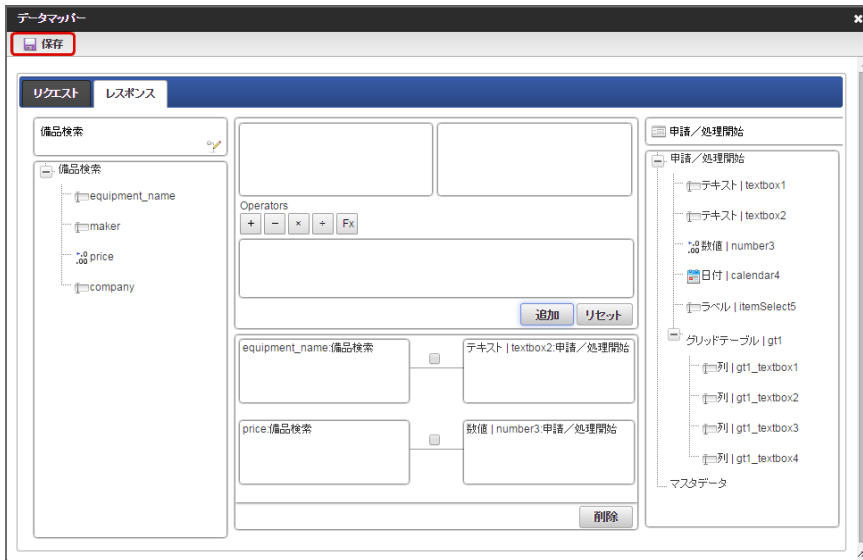 データマッパー
保存
リクエスト レスポンス
備品検索
備品検索
equipment_name
maker
price
company
Operators
+ − × ÷ Fx
追加 リセット
equipment_name:備品検索
テキスト | textbox2:申請／処理開始
price:備品検索
数値 | number3:申請／処理開始
削除
申請／処理開始
申請／処理開始
テキスト | textbox1
テキスト | textbox2
数値 | number3
日付 | calendar4
ラベル | itemSelect5
グリッドテーブル | gt1
列 | gt1_textbox1
列 | gt1_textbox2
列 | gt1_textbox3
列 | gt1_textbox4
マスタデータ